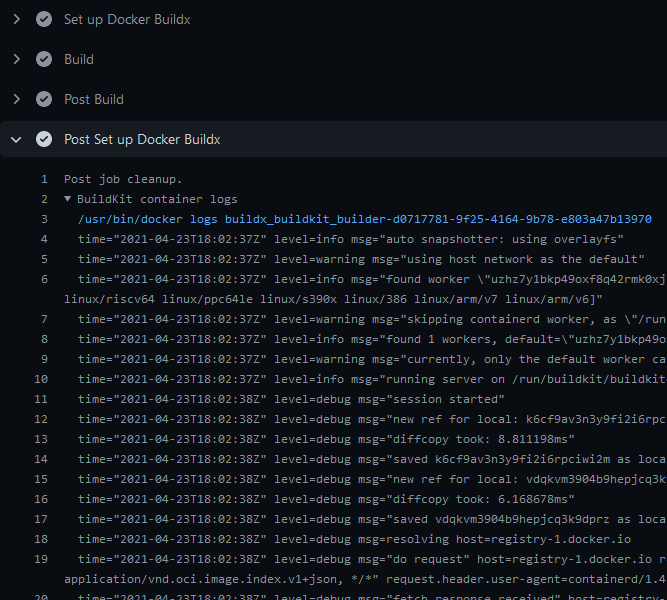 Set up Docker Buildx
Build
Post Build
Post Set up Docker Buildx
1 Post job cleanup.
2 ▼ BuildKit container logs
3 /usr/bin/docker logs buildx_buildkit_builder-d0717781-9f25-4164-9b78-e803a47b13970
4 time="2021-04-23T18:02:37Z" level=info msg="auto snapshotter: using overlayfs"
5 time="2021-04-23T18:02:37Z" level=warning msg="using host network as the default"
6 time="2021-04-23T18:02:37Z" level=info msg="found worker \"uzhz7y1bkp49oxf8q42rmk0xj
linux/riscv64 linux/ppc64le linux/s390x linux/386 linux/arm/v7 linux/arm/v6]"
7 time="2021-04-23T18:02:37Z" level=warning msg="skipping containerd worker, as \"/run
8 time="2021-04-23T18:02:37Z" level=info msg="found 1 workers, default=\"uzhz7y1bkp49o
9 time="2021-04-23T18:02:37Z" level=warning msg="currently, only the default worker ca
10 time="2021-04-23T18:02:37Z" level=info msg="running server on /run/buildkit/buildkit
11 time="2021-04-23T18:02:38Z" level=debug msg="session started"
12 time="2021-04-23T18:02:38Z" level=debug msg="new ref for local: k6cf9av3n3y9fi2i6rpc
13 time="2021-04-23T18:02:38Z" level=debug msg="diffcopy took: 8.811198ms"
14 time="2021-04-23T18:02:38Z" level=debug msg="saved k6cf9av3n3y9fi2i6rpciwi2m as loca
15 time="2021-04-23T18:02:38Z" level=debug msg="new ref for local: vdqkvm3904b9hepjcq3k
16 time="2021-04-23T18:02:38Z" level=debug msg="diffcopy took: 6.168678ms"
17 time="2021-04-23T18:02:38Z" level=debug msg="saved vdqkvm3904b9hepjcq3k9dprz as loca
18 time="2021-04-23T18:02:38Z" level=debug msg=resolving host=registry-1.docker.io
19 time="2021-04-23T18:02:38Z" level=debug msg="do request" host=registry-1.docker.io r
application/vnd.oci.image.index.v1+json, */*" request.header.user-agent=containerd/1.4
20 time="2021-04-23T18:02:38Z" level=debug msg="fetch response received" host=registry-